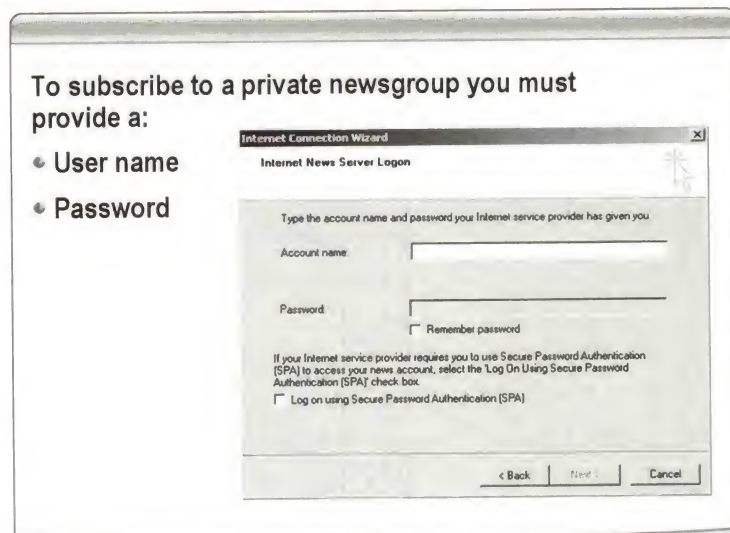 To subscribe to a private newsgroup you must
provide a:
User name
Password
Internet Connection Wizard
Internet News Server Logon
Type the account name and password your Internet service provider has given you
Account name:
Password:
Remember password
If your Internet service provider requires you to use Secure Password Authentication
(SPA) to access your news account, select the 'Log On Using Secure Password
Authentication (SPA)' check box.
Log on using Secure Password Authentication (SPA)
< Back
Next >
Cancel